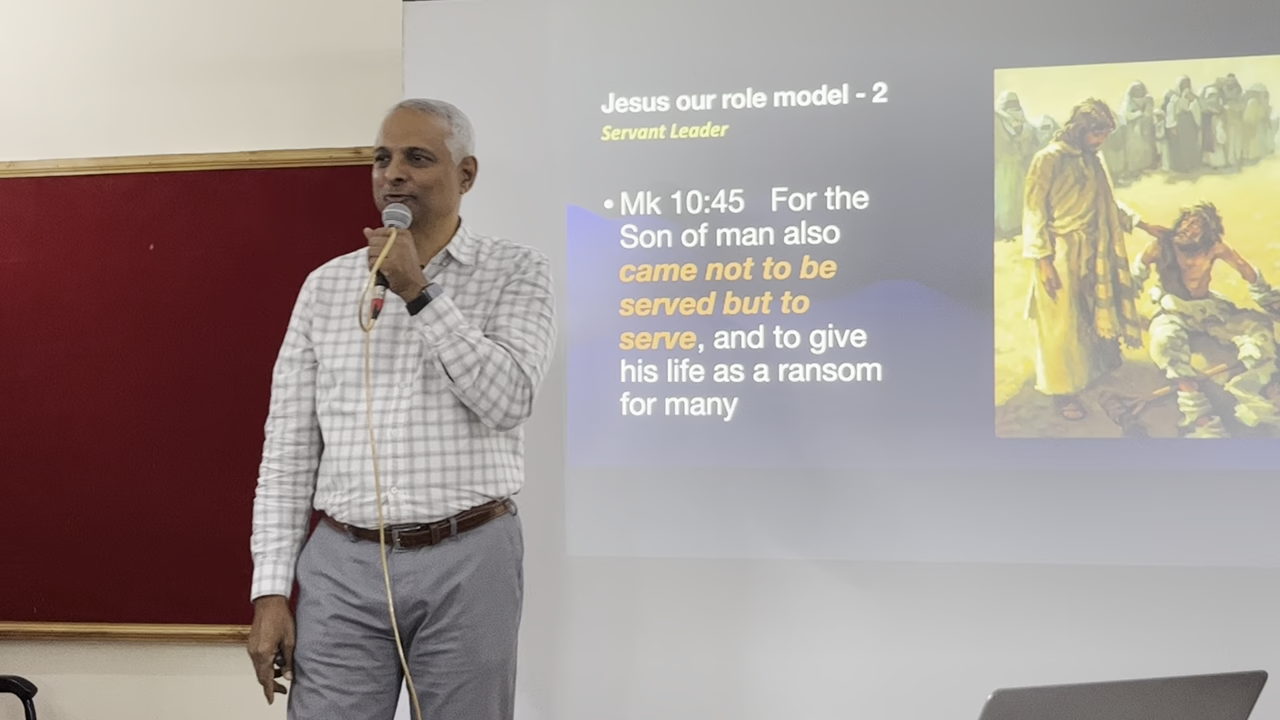 Jesus our role model - 2
Servant Leader
• Mk 10:45 For the
Son of man also
came not to be
served but to
serve, and to give
his life as a ransom
for many